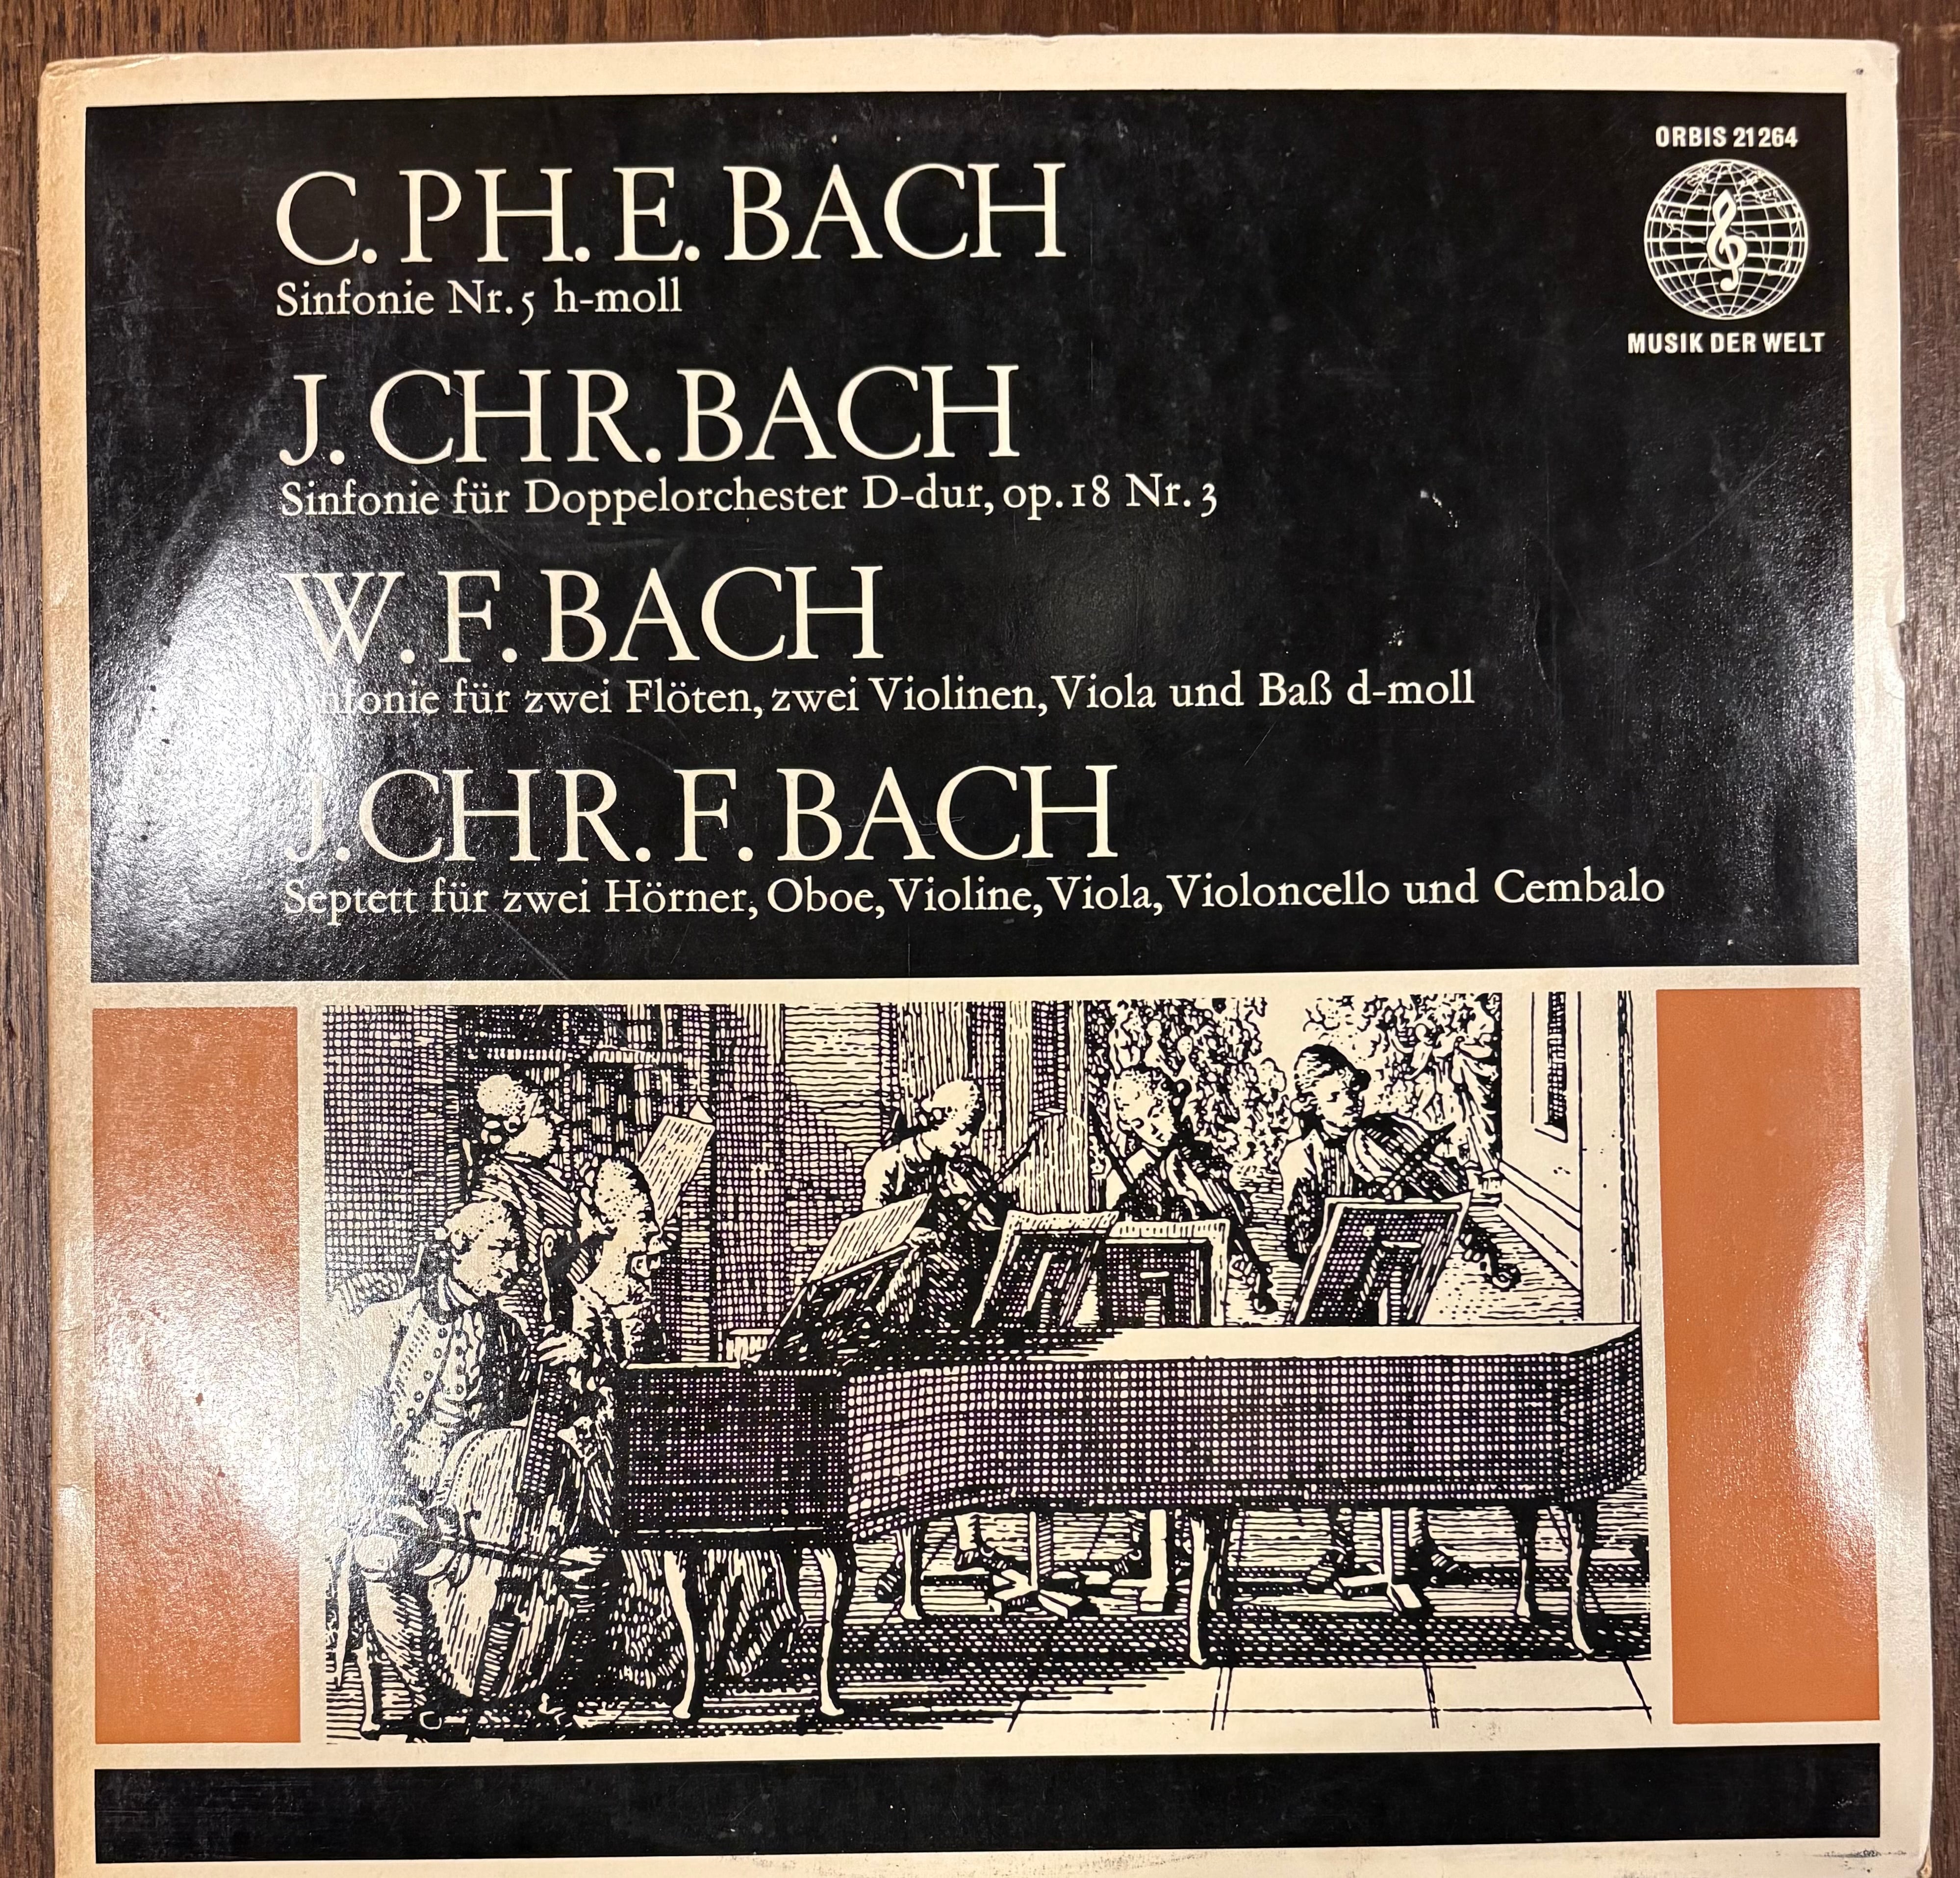 ORBIS 21264
MUSIK DER WELT
C. PH. E. BACH
Sinfonie Nr. 5 h-moll
J. CHR. BACH
Sinfonie für Doppelorchester D-dur, op. 18 Nr. 3
W. F. BACH
Sinfonie für zwei Flöten, zwei Violinen, Viola und Baß d-moll
J. CHR. F. BACH
Septett für zwei Hörner, Oboe, Violine, Viola, Violoncello und Cembalo